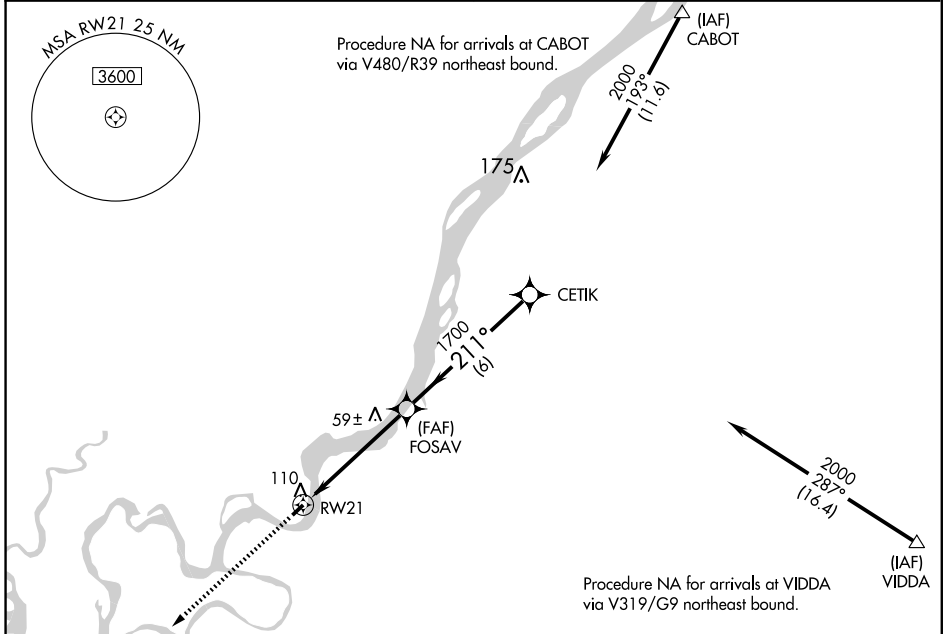 MSA RW21 25 NM
3600
Procedure NA for arrivals at CABOT
via V480/R39 northeast bound.
(IAF)
CABOT
2000
193°
(11.6)
175
CETIK
1700
211°
(6)
59±
(FAF)
FOSAV
110
RW21
2000
287°
(16.4)
(IAF)
VIDDA
Procedure NA for arrivals at VIDDA
via V319/G9 northeast bound.